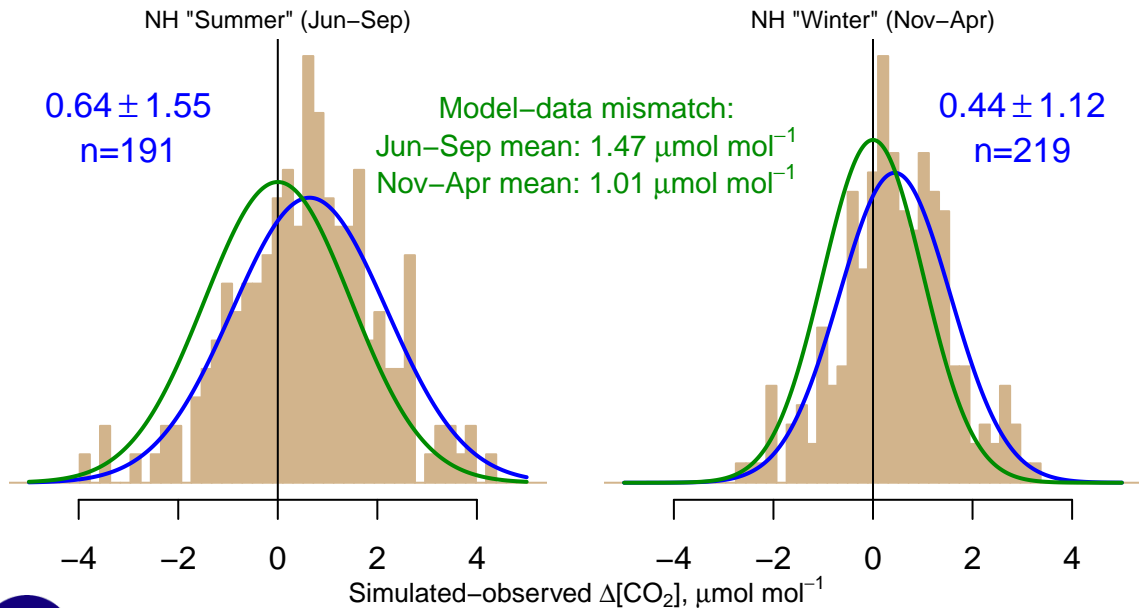 NH "Summer" (Jun−Sep)
0.64 ± 1.55
n=191
Model−data mismatch:
Jun−Sep mean: 1.47 μmol mol⁻¹
Nov−Apr mean: 1.01 μmol mol⁻¹
NH "Winter" (Nov−Apr)
0.44 ± 1.12
n=219
−4 −2 0 2 4
−4 −2 0 2 4
Simulated−observed Δ[CO₂], μmol mol⁻¹